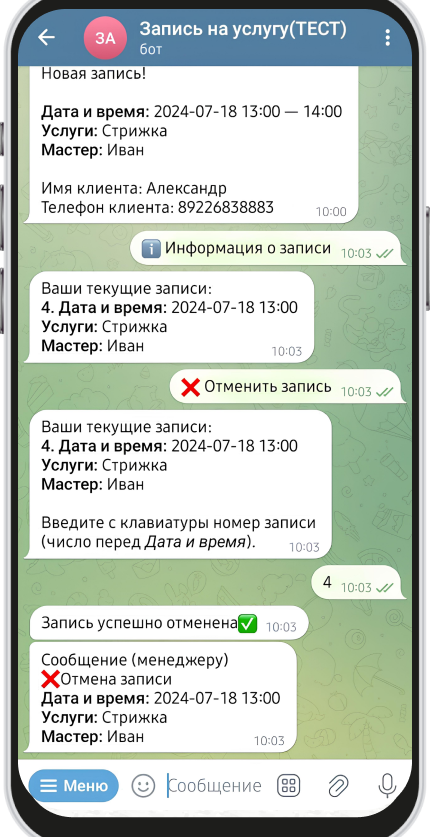 ЗА
Запись на услугу(ТЕСТ)
бот
Новая запись!
Дата и время: 2024-07-18 13:00 — 14:00
Услуги: Стрижка
Мастер: Иван
Имя клиента: Александр
Телефон клиента: 89226838883 10:00
Информация о записи 10:03
Ваши текущие записи:
4. Дата и время: 2024-07-18 13:00
Услуги: Стрижка
Мастер: Иван
10:03
Отменить запись 10:03
Ваши текущие записи:
4. Дата и время: 2024-07-18 13:00
Услуги: Стрижка
Мастер: Иван
Введите с клавиатуры номер записи
(число перед Дата и время). 10:03
4 10:03
Запись успешно отменена✅ 10:03
Сообщение (менеджеру)
❌Отмена записи
Дата и время: 2024-07-18 13:00
Услуги: Стрижка
Мастер: Иван 10:03
Меню Сообщение